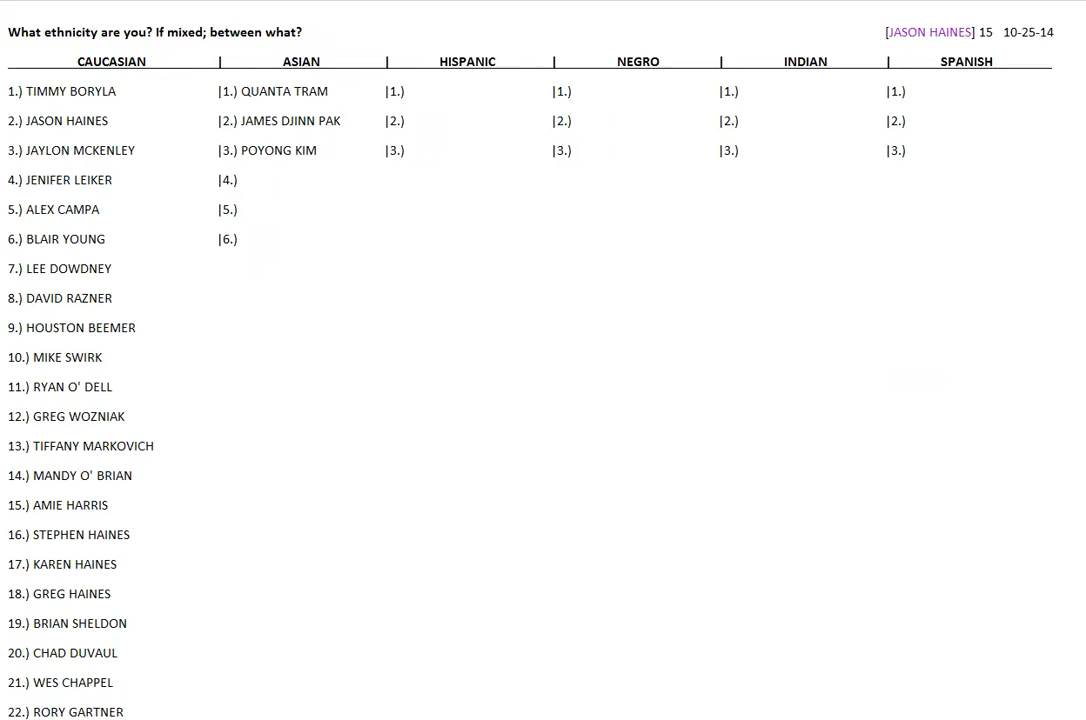 What ethnicity are you? If mixed; between what? [JASON HAINES] 15 10-25-14
CAUCASIAN | ASIAN | HISPANIC | NEGRO | INDIAN | SPANISH
1.) TIMMY BORYLA |1.) QUANTA TRAM |1.) |1.) |1.) |1.)
2.) JASON HAINES |2.) JAMES DJINN PAK |2.) |2.) |2.) |2.)
3.) JAYLON MCKENLEY |3.) POYONG KIM |3.) |3.) |3.) |3.)
4.) JENIFER LEIKER |4.)
5.) ALEX CAMPA |5.)
6.) BLAIR YOUNG |6.)
7.) LEE DOWDNEY
8.) DAVID RAZNER
9.) HOUSTON BEEMER
10.) MIKE SWIRK
11.) RYAN O' DELL
12.) GREG WOZNIAK
13.) TIFFANY MARKOVICH
14.) MANDY O' BRIAN
15.) AMIE HARRIS
16.) STEPHEN HAINES
17.) KAREN HAINES
18.) GREG HAINES
19.) BRIAN SHELDON
20.) CHAD DUVAUL
21.) WES CHAPPEL
22.) RORY GARTNER